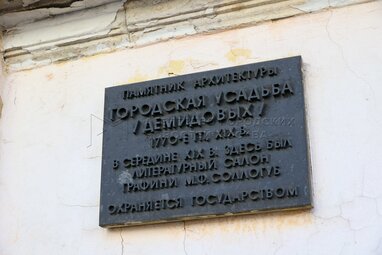 ПАМЯТНИК АРХИТЕКТУРЫ
ГОРОДСКАЯ УСАДЬБА
/ДЕМИДОВЫХ/
1770-Е ГГ., XIX В.
В СЕРЕДИНЕ XIX В. ЗДЕСЬ БЫЛ
ЛИТЕРАТУРНЫЙ САЛОН
ГРАФИНИ М.Ф. СОЛЛОГУБ
ОХРАНЯЕТСЯ ГОСУДАРСТВОМ